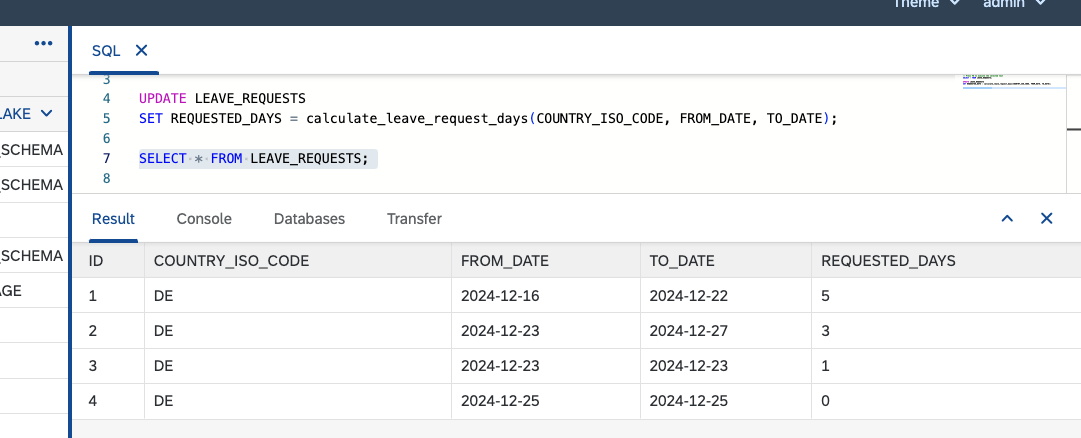 Theme
admin
•••
SQL
3
4 UPDATE LEAVE_REQUESTS
5 SET REQUESTED_DAYS = calculate_leave_request_days(COUNTRY_ISO_CODE, FROM_DATE, TO_DATE);
6
7 SELECT * FROM LEAVE_REQUESTS;
8
LAKE
_SCHEMA
_SCHEMA
_SCHEMA
AGE
Result Console Databases Transfer
ID COUNTRY_ISO_CODE FROM_DATE TO_DATE REQUESTED_DAYS
1 DE 2024-12-16 2024-12-22 5
2 DE 2024-12-23 2024-12-27 3
3 DE 2024-12-23 2024-12-23 1
4 DE 2024-12-25 2024-12-25 0